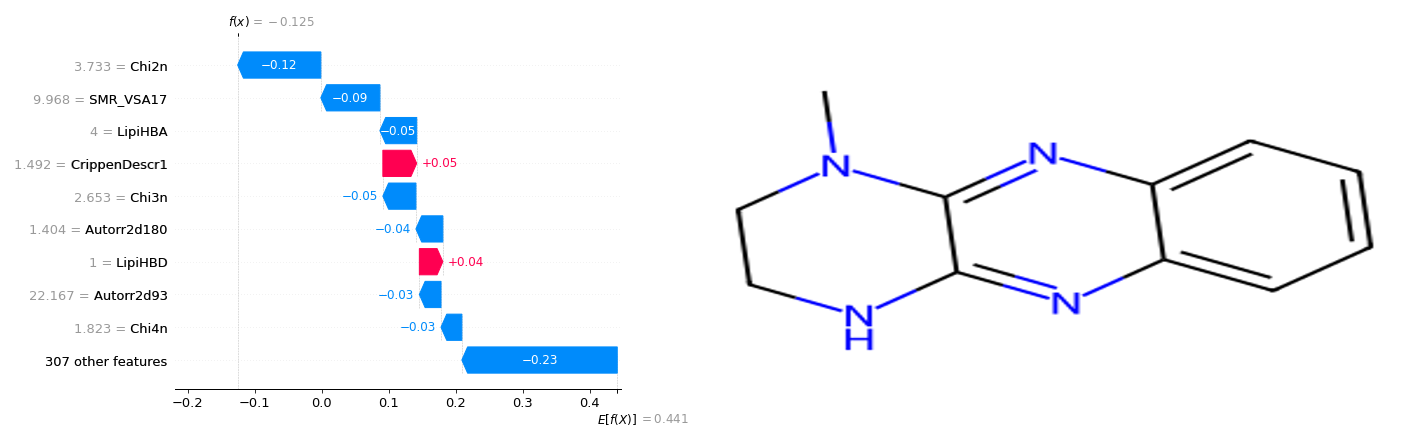 f(x) = −0.125
3.733 = Chi2n
−0.12
9.968 = SMR_VSA17
−0.09
4 = LipiHBA
−0.05
1.492 = CrippenDescr1
+0.05
2.653 = Chi3n
−0.05
1.404 = Autorr2d180
−0.04
1 = LipiHBD
+0.04
22.167 = Autorr2d93
−0.03
1.823 = Chi4n
−0.03
307 other features
−0.23
−0.2 −0.1 0.0 0.1 0.2 0.3 0.4
E[f(X)] = 0.441
N
N
N
N
H